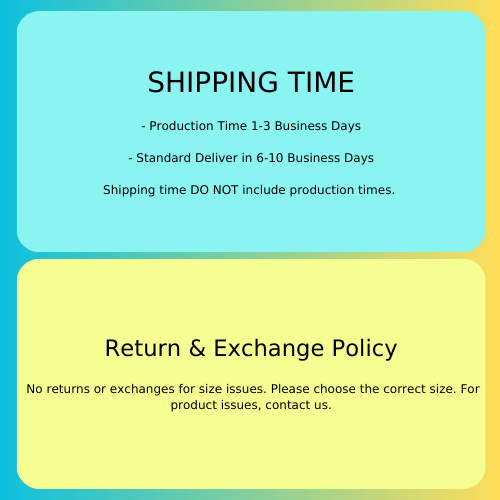 SHIPPING TIME
- Production Time 1-3 Business Days
- Standard Deliver in 6-10 Business Days
Shipping time DO NOT include production times.
Return & Exchange Policy
No returns or exchanges for size issues. Please choose the correct size. For
product issues, contact us.